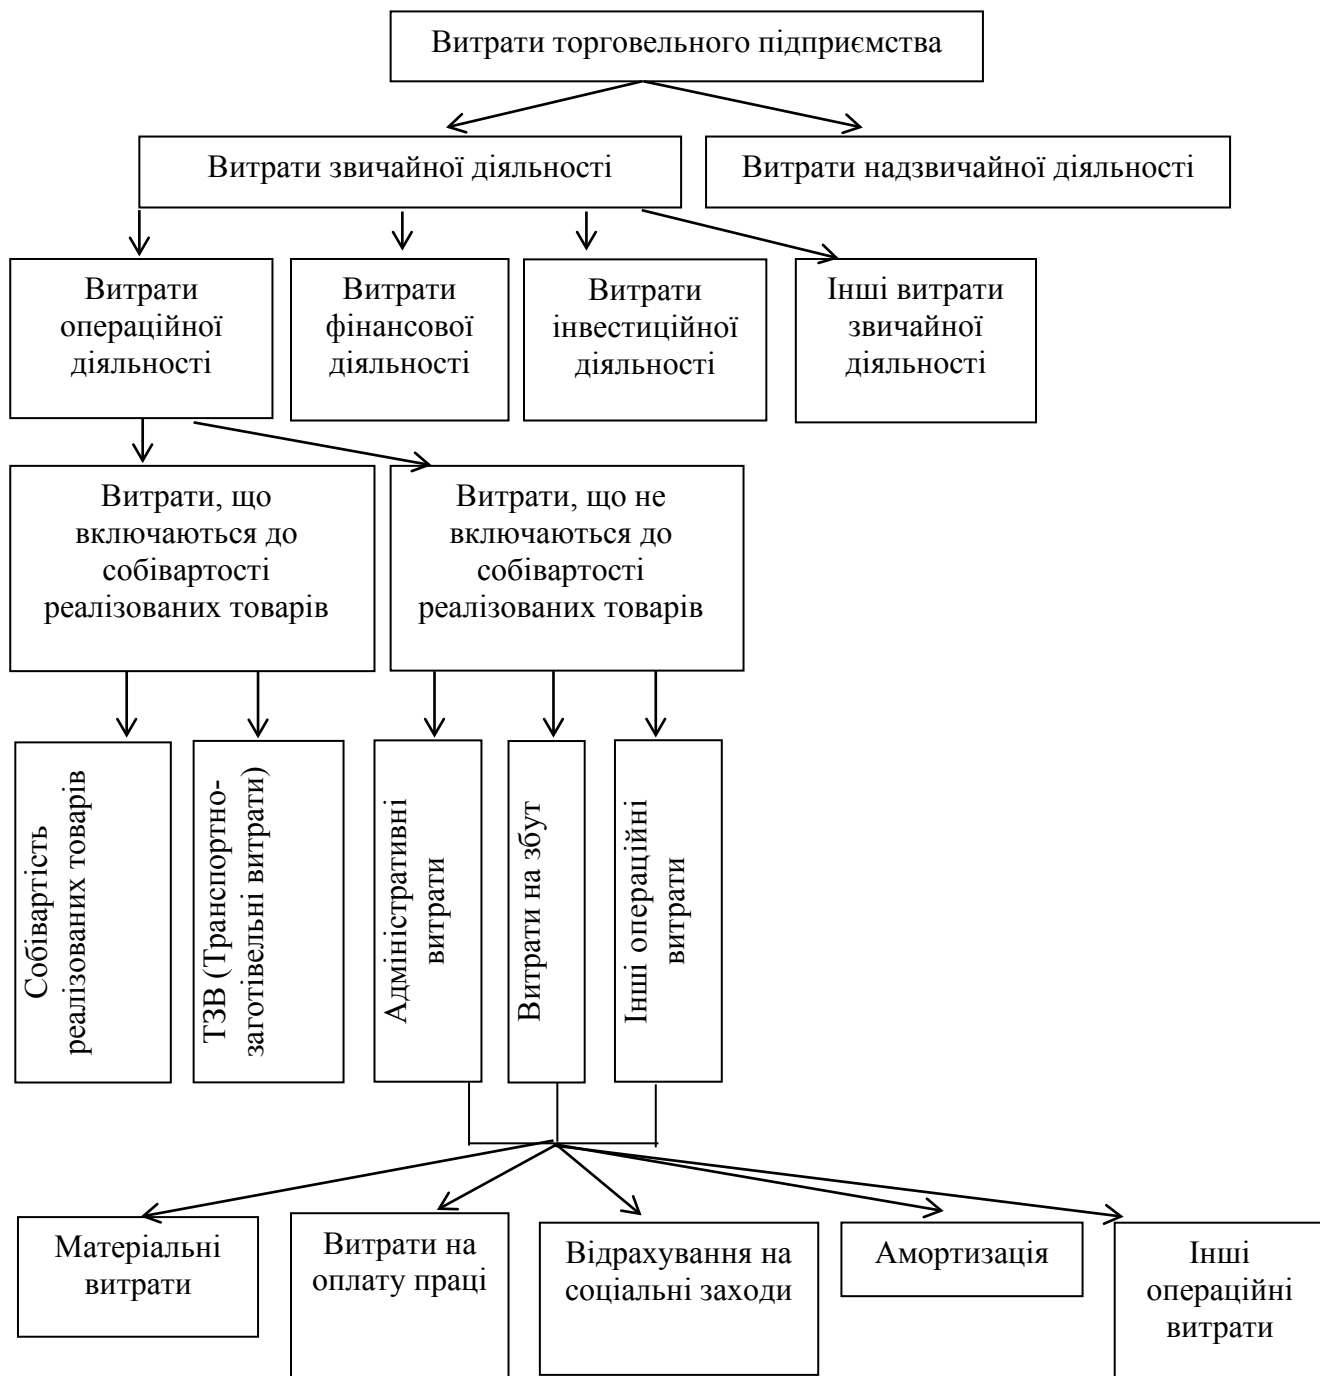 Витрати торговельного підприємства
Витрати звичайної діяльності
Витрати надзвичайної діяльності
Витрати
операційної
діяльності
Витрати
фінансової
діяльності
Витрати
інвестиційної
діяльності
Інші витрати
звичайної
діяльності
Витрати, що
включаються до
собівартості
реалізованих товарів
Витрати, що не
включаються до
собівартості
реалізованих товарів
Собівартість
реалізованих товарів
ТЗВ (Транспортно-
заготівельні витрати)
Адміністративні
витрати
Витрати на збут
Інші операційні
витрати
Матеріальні
витрати
Витрати на
оплату праці
Відрахування на
соціальні заходи
Амортизація
Інші
операційні
витрати